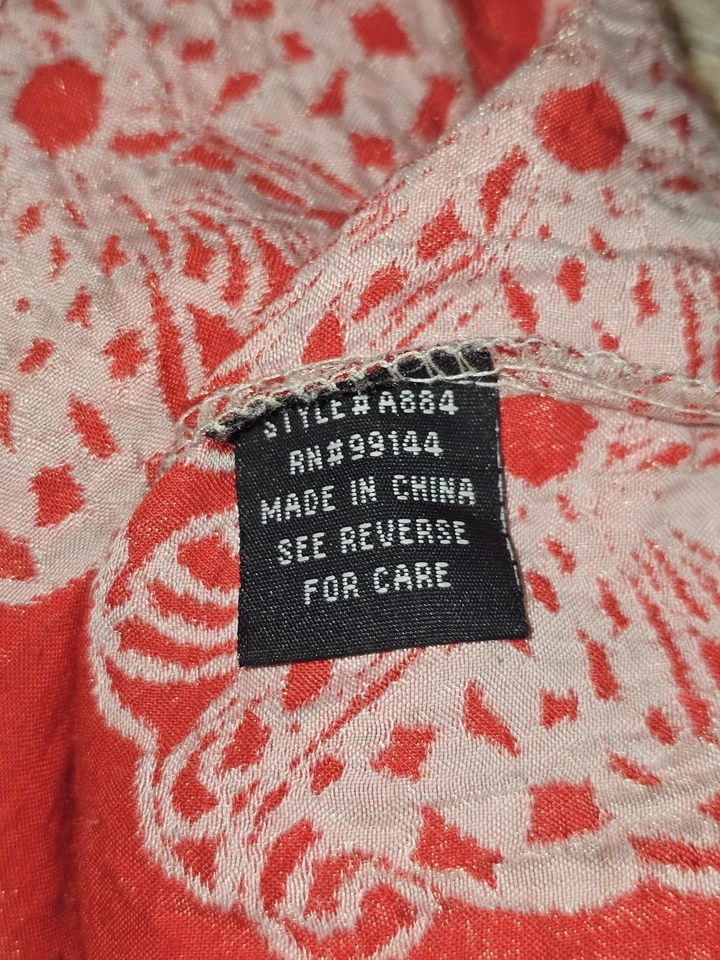 STYLE#A884
RN#99144
MADE IN CHINA
SEE REVERSE
FOR CARE